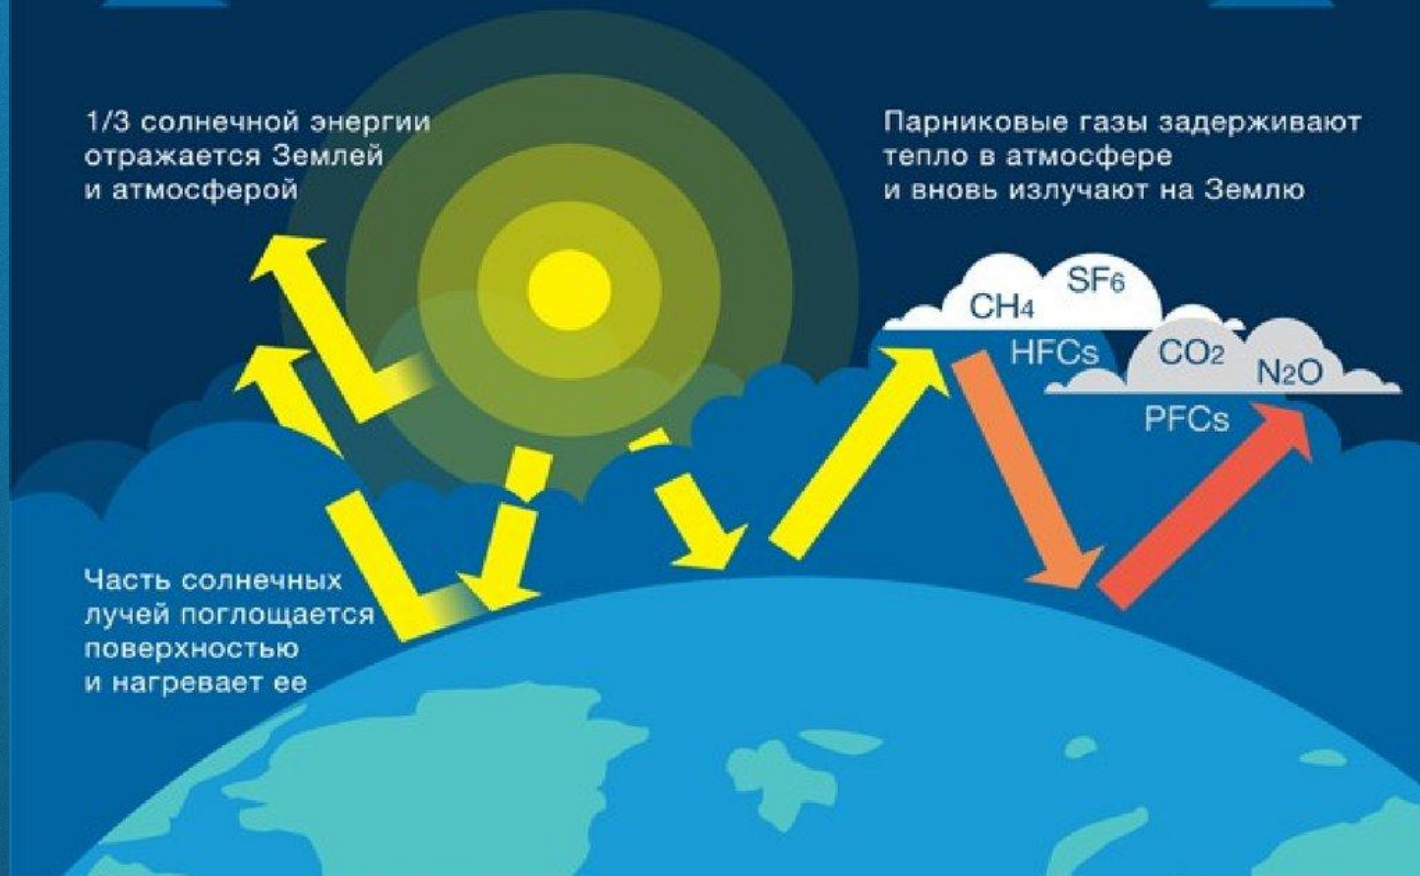 1/3 солнечной энергии
отражается Землей
и атмосферой
Парниковые газы задерживают
тепло в атмосфере
и вновь излучают на Землю
SF6
CH4
HFCs
CO2
N2O
PFCs
Часть солнечных
лучей поглощается
поверхностью
и нагревает ее